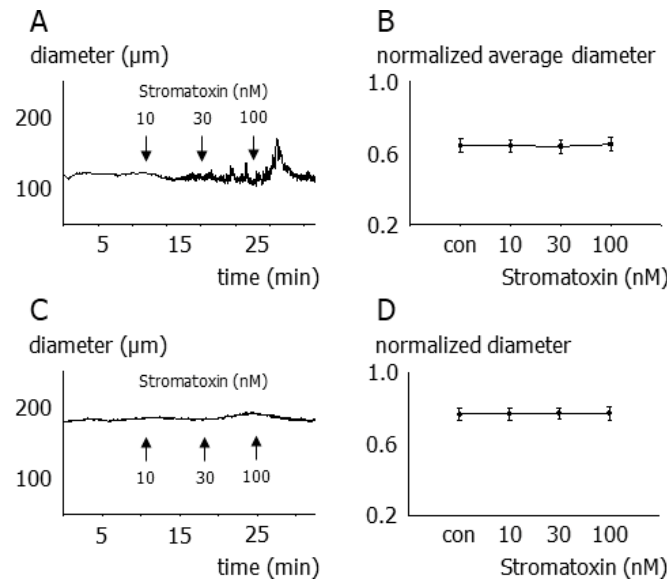 A
diameter (µm)
Stromatoxin (nM)
10 30 100
200
100
5 15 25
time (min)
B
normalized average diameter
1.0
0.6
0.2
con 10 30 100
Stromatoxin (nM)
C
diameter (µm)
Stromatoxin (nM)
200
10 30 100
100
5 15 25
time (min)
D
normalized diameter
1.0
0.6
0.2
con 10 30 100
Stromatoxin (nM)